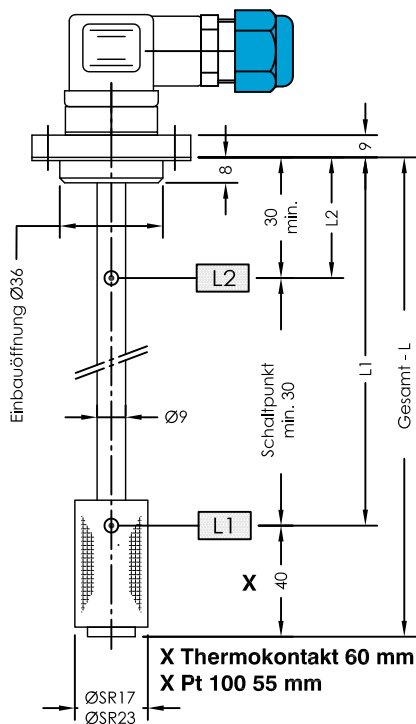 9
8
30
min.
L2
Einbauöffnung Ø36
L2
Schaltpunkt
min. 30
L1
Gesamt - L
Ø9
L1
X
40
X Thermokontakt 60 mm
X Pt 100 55 mm
ØSR17
ØSR23